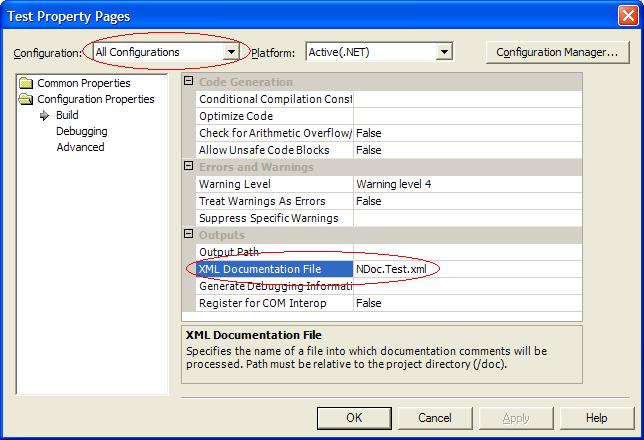 Test Property Pages
Configuration: All Configurations Platform: Active(.NET) Configuration Manager...
Common Properties
Configuration Properties
Build
Debugging
Advanced
Code Generation
Conditional Compilation Const
Optimize Code
Check for Arithmetic Overflow/ False
Allow Unsafe Code Blocks False
Errors and Warnings
Warning Level Warning level 4
Treat Warnings As Errors False
Suppress Specific Warnings
Outputs
Output Path
XML Documentation File NDoc.Test.xml
Generate Debugging Informati
Register for COM Interop False
XML Documentation File
Specifies the name of a file into which documentation comments will be
processed. Path must be relative to the project directory (/doc).
OK Cancel Apply Help